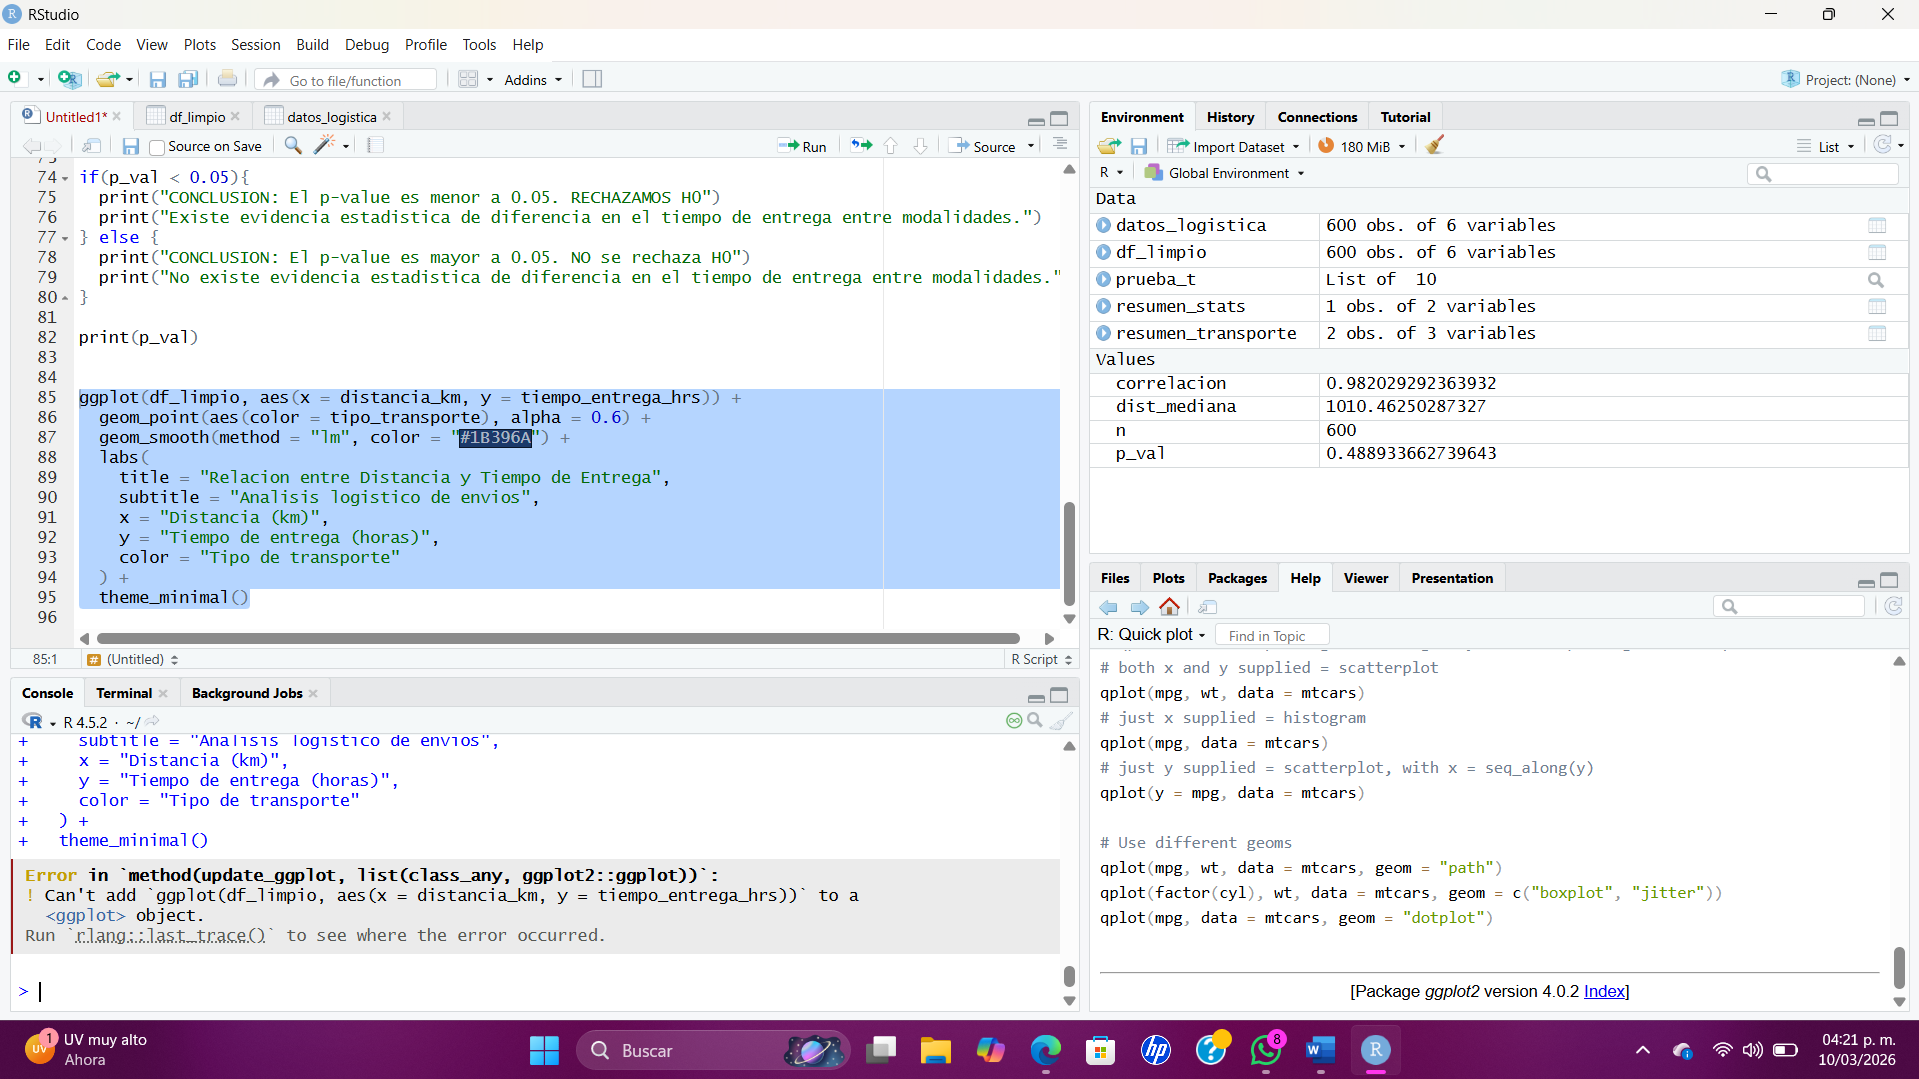 RStudio
File Edit Code View Plots Session Build Debug Profile Tools Help
Go to file/function Addins Project: (None)
Untitled1* df_limpio datos_logistica
Source on Save Run Source
74 if(p_val < 0.05){
75 print("CONCLUSION: El p-value es menor a 0.05. RECHAZAMOS H0")
76 print("Existe evidencia estadistica de diferencia en el tiempo de entrega entre modalidades.")
77 } else {
78 print("CONCLUSION: El p-value es mayor a 0.05. NO se rechaza H0")
79 print("No existe evidencia estadistica de diferencia en el tiempo de entrega entre modalidades."
80 }
81
82 print(p_val)
83
84
85 ggplot(df_limpio, aes(x = distancia_km, y = tiempo_entrega_hrs)) +
86 geom_point(aes(color = tipo_transporte), alpha = 0.6) +
87 geom_smooth(method = "lm", color = "#1B396A") +
88 labs(
89 title = "Relacion entre Distancia y Tiempo de Entrega",
90 subtitle = "Analisis logistico de envios",
91 x = "Distancia (km)",
92 y = "Tiempo de entrega (horas)",
93 color = "Tipo de transporte"
94 ) +
95 theme_minimal()
96
85:1 (Untitled) R Script
Console Terminal Background Jobs
R 4.5.2 · ~/
+ subtitle = "Analisis logistico de envios",
+ x = "Distancia (km)",
+ y = "Tiempo de entrega (horas)",
+ color = "Tipo de transporte"
+ ) +
+ theme_minimal()
Error in `method(update_ggplot, list(class_any, ggplot2::ggplot))`:
! Can't add `ggplot(df_limpio, aes(x = distancia_km, y = tiempo_entrega_hrs))` to a
<ggplot> object.
Run `rlang::last_trace()` to see where the error occurred.
>
Environment History Connections Tutorial
Import Dataset 180 MiB List
R Global Environment
Data
datos_logistica 600 obs. of 6 variables
df_limpio 600 obs. of 6 variables
prueba_t List of 10
resumen_stats 1 obs. of 2 variables
resumen_transporte 2 obs. of 3 variables
Values
correlacion 0.982029292363932
dist_mediana 1010.46250287327
n 600
p_val 0.488933662739643
Files Plots Packages Help Viewer Presentation
R: Quick plot Find in Topic
# both x and y supplied = scatterplot
qplot(mpg, wt, data = mtcars)
# just x supplied = histogram
qplot(mpg, data = mtcars)
# just y supplied = scatterplot, with x = seq_along(y)
qplot(y = mpg, data = mtcars)
# Use different geoms
qplot(mpg, wt, data = mtcars, geom = "path")
qplot(factor(cyl), wt, data = mtcars, geom = c("boxplot", "jitter"))
qplot(mpg, data = mtcars, geom = "dotplot")
[Package ggplot2 version 4.0.2 Index]
UV 1 UV muy alto
Ahora
Buscar
8
04:21 p. m.
10/03/2026